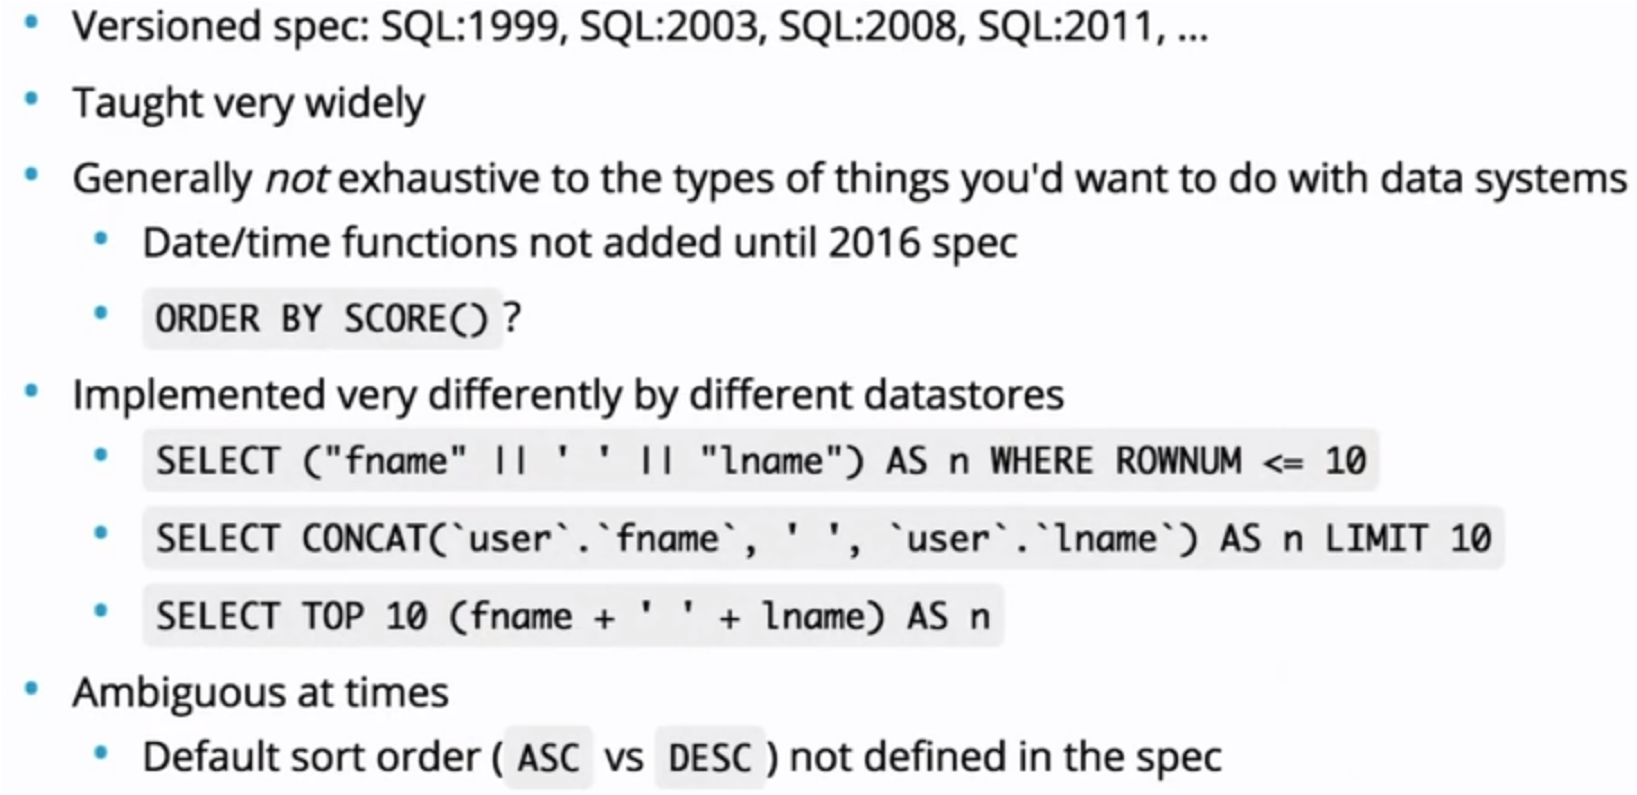 Versioned spec: SQL:1999, SQL:2003, SQL:2008, SQL:2011, ...
Taught very widely
Generally not exhaustive to the types of things you'd want to do with data systems
Date/time functions not added until 2016 spec
ORDER BY SCORE() ?
Implemented very differently by different datastores
SELECT ("fname" || ' ' || "lname") AS n WHERE ROWNUM <= 10
SELECT CONCAT(`user`.`fname`, ' ', `user`.`lname`) AS n LIMIT 10
SELECT TOP 10 (fname + ' ' + lname) AS n
Ambiguous at times
Default sort order ( ASC vs DESC ) not defined in the spec